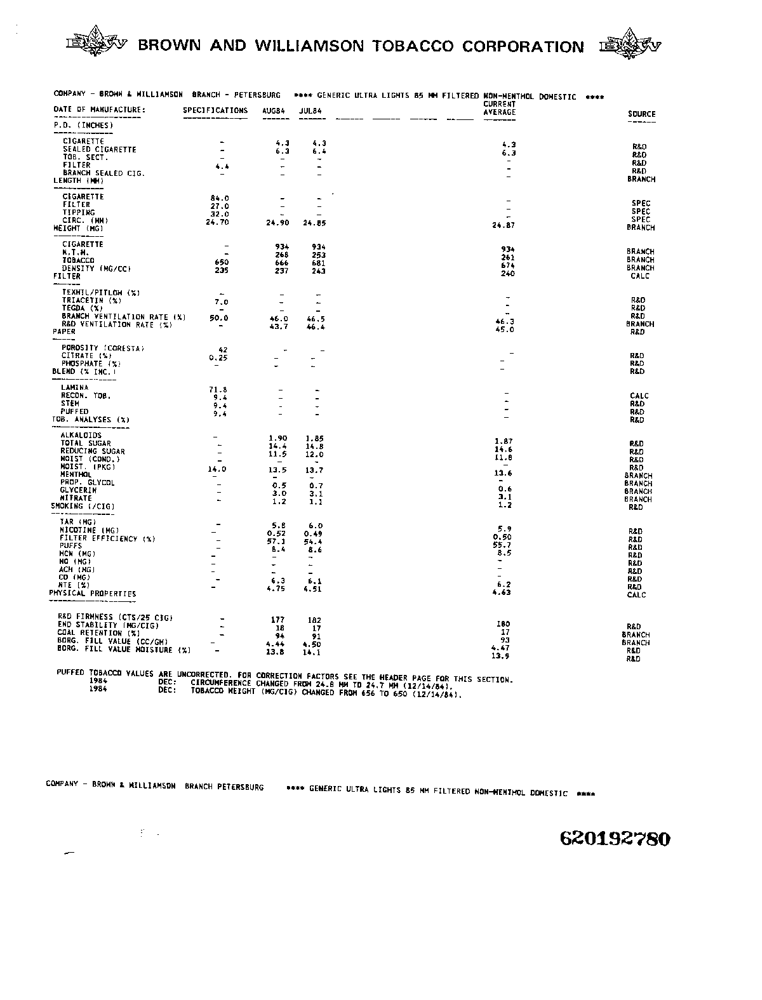 BROWN AND WILLIAMSON TOBACCO CORPORATION
COMPANY - BROWN & WILLIAMSON BRANCH - PETERSBURG **** GENERIC ULTRA LIGHTS 85 MM FILTERED NON-MENTHOL DOMESTIC ****
CURRENT
DATE OF MANUFACTURE: SPECIFICATIONS AUG84 JUL84 AVERAGE SOURCE
P.D. (INCHES)
CIGARETTE - 4.3 4.3 4.3 R&D
SEALED CIGARETTE - 6.3 6.4 6.3 R&D
TOB. SECT. - - - - R&D
FILTER 4.4 - - - R&D
BRANCH SEALED CIG. - - - - BRANCH
LENGTH (MM)
CIGARETTE 84.0 - - - SPEC
FILTER 27.0 - - - SPEC
TIPPING 32.0 - - - SPEC
CIRC. (MM) 24.70 24.90 24.85 24.87 BRANCH
WEIGHT (MG)
CIGARETTE - 934 934 934 BRANCH
N.T.M. - 268 253 261 BRANCH
TOBACCO 650 666 681 674 BRANCH
DENSITY (MG/CC) 235 237 243 240 CALC
FILTER
TEXHTL/PITLOW (%) - - - - R&D
TRIACETIN (%) 7.0 - - - R&D
TEGDA (%) - - - - R&D
BRANCH VENTILATION RATE (%) 50.0 46.0 46.5 46.3 BRANCH
R&D VENTILATION RATE (%) - 43.7 46.4 45.0 R&D
PAPER
POROSITY (CORESTA) 42 - - - R&D
CITRATE (%) 0.25 - - - R&D
PHOSPHATE (%) - - - - R&D
BLEND (% INC.)
LAMINA 71.8 - - - CALC
RECON. TOB. 9.4 - - - R&D
STEM 9.4 - - - R&D
PUFFED 9.4 - - - R&D
TOB. ANALYSES (%)
ALKALOIDS - 1.90 1.85 1.87 R&D
TOTAL SUGAR - 14.4 14.8 14.6 R&D
REDUCING SUGAR - 11.5 12.0 11.8 R&D
MOIST (COND.) - - - - R&D
MOIST. (PKG) 14.0 13.5 13.7 13.6 BRANCH
MENTHOL - - - - BRANCH
PROP. GLYCOL - 0.5 0.7 0.6 BRANCH
GLYCERIN - 3.0 3.1 3.1 BRANCH
NITRATE - 1.2 1.1 1.2 R&D
SMOKING (/CIG)
TAR (MG) - 5.8 6.0 5.9 R&D
NICOTINE (MG) - 0.52 0.49 0.50 R&D
FILTER EFFICIENCY (%) - 57.1 54.4 55.7 R&D
PUFFS - 8.4 8.6 8.5 R&D
HCN (MG) - - - - R&D
NO (MG) - - - - R&D
ACH (MG) - - - - R&D
CO (MG) - 6.3 6.1 6.2 R&D
NTE (%) - 4.75 4.51 4.63 CALC
PHYSICAL PROPERTIES
R&D FIRMNESS (CTS/25 CIG) - 177 182 180 R&D
END STABILITY (MG/CIG) - 18 17 17 BRANCH
COAL RETENTION (%) - 94 91 93 BRANCH
BORG. FILL VALUE (CC/GM) - 4.44 4.50 4.47 R&D
BORG. FILL VALUE MOISTURE (%) - 13.8 14.1 13.9 R&D
PUFFED TOBACCO VALUES ARE UNCORRECTED. FOR CORRECTION FACTORS SEE THE HEADER PAGE FOR THIS SECTION.
1984 DEC: CIRCUMFERENCE CHANGED FROM 24.8 MM TO 24.7 MM (12/14/84).
1984 DEC: TOBACCO WEIGHT (MG/CIG) CHANGED FROM 656 TO 650 (12/14/84).
COMPANY - BROWN & WILLIAMSON BRANCH PETERSBURG **** GENERIC ULTRA LIGHTS 85 MM FILTERED NON-MENTHOL DOMESTIC ****
620192780